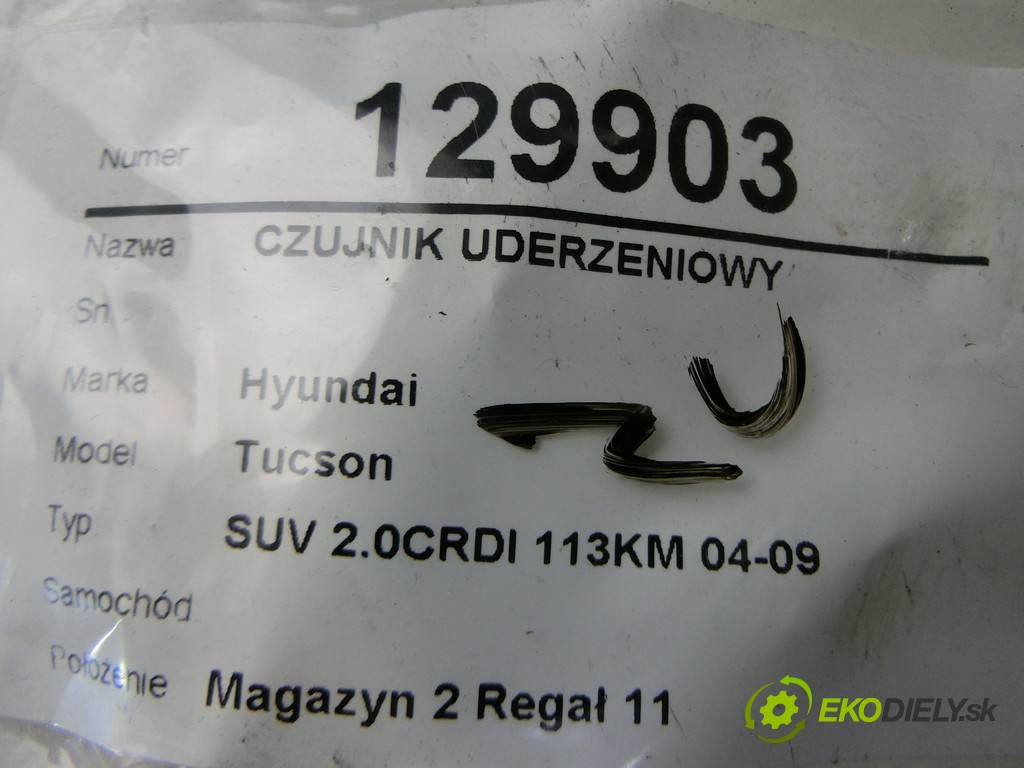 Numer 129903
Nazwa CZUJNIK UDERZENIOWY
Sn
Marka Hyundai
Model Tucson
Typ SUV 2.0CRDI 113KM 04-09
Samochód
Położenie Magazyn 2 Regał 11
EKODIELY.sk